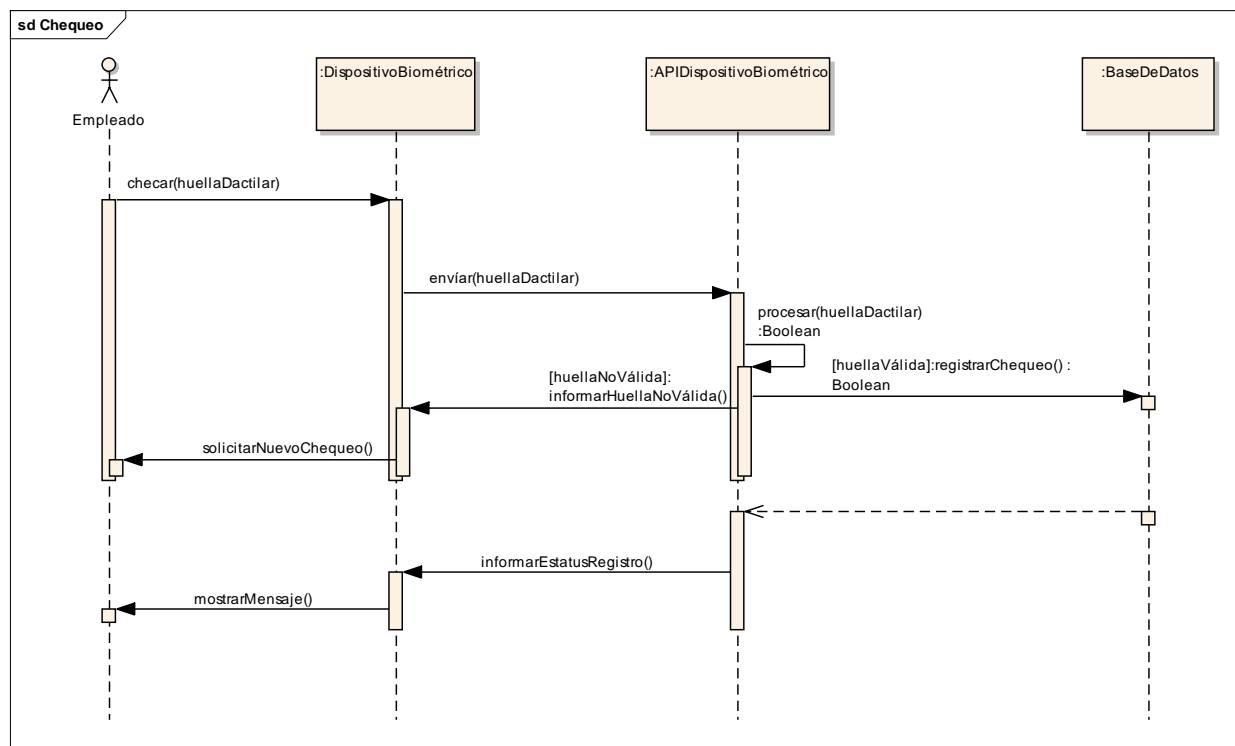 sd Chequeo
Empleado
:DispositivoBiométrico
:APIDispositivoBiométrico
:BaseDeDatos
checar(huellaDactilar)
envíar(huellaDactilar)
procesar(huellaDactilar)
:Boolean
[huellaVálida]:registrarChequeo() :
Boolean
[huellaNoVálida]:
informarHuellaNoVálida()
solicitarNuevoChequeo()
informarEstatusRegistro()
mostrarMensaje()